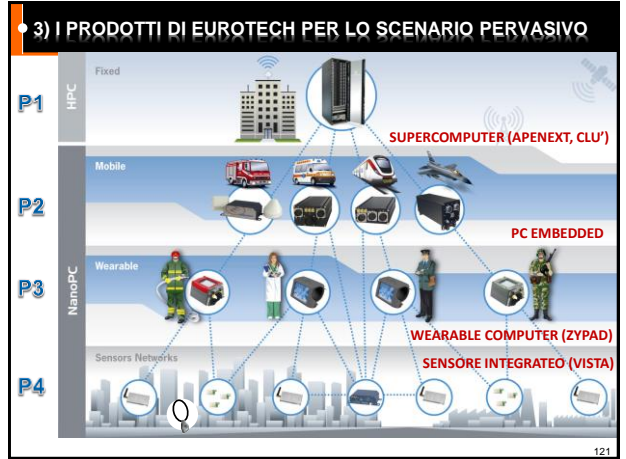 3) I PRODOTTI DI EUROTECH PER LO SCENARIO PERVASIVO
Fixed
P1
HPC
SUPERCOMPUTER (APENEXT, CLU')
Mobile
P2
PC EMBEDDED
NanoPC
Wearable
P3
WEARABLE COMPUTER (ZYPAD)
Sensors Networks
SENSORE INTEGRATEO (VISTA)
P4
121